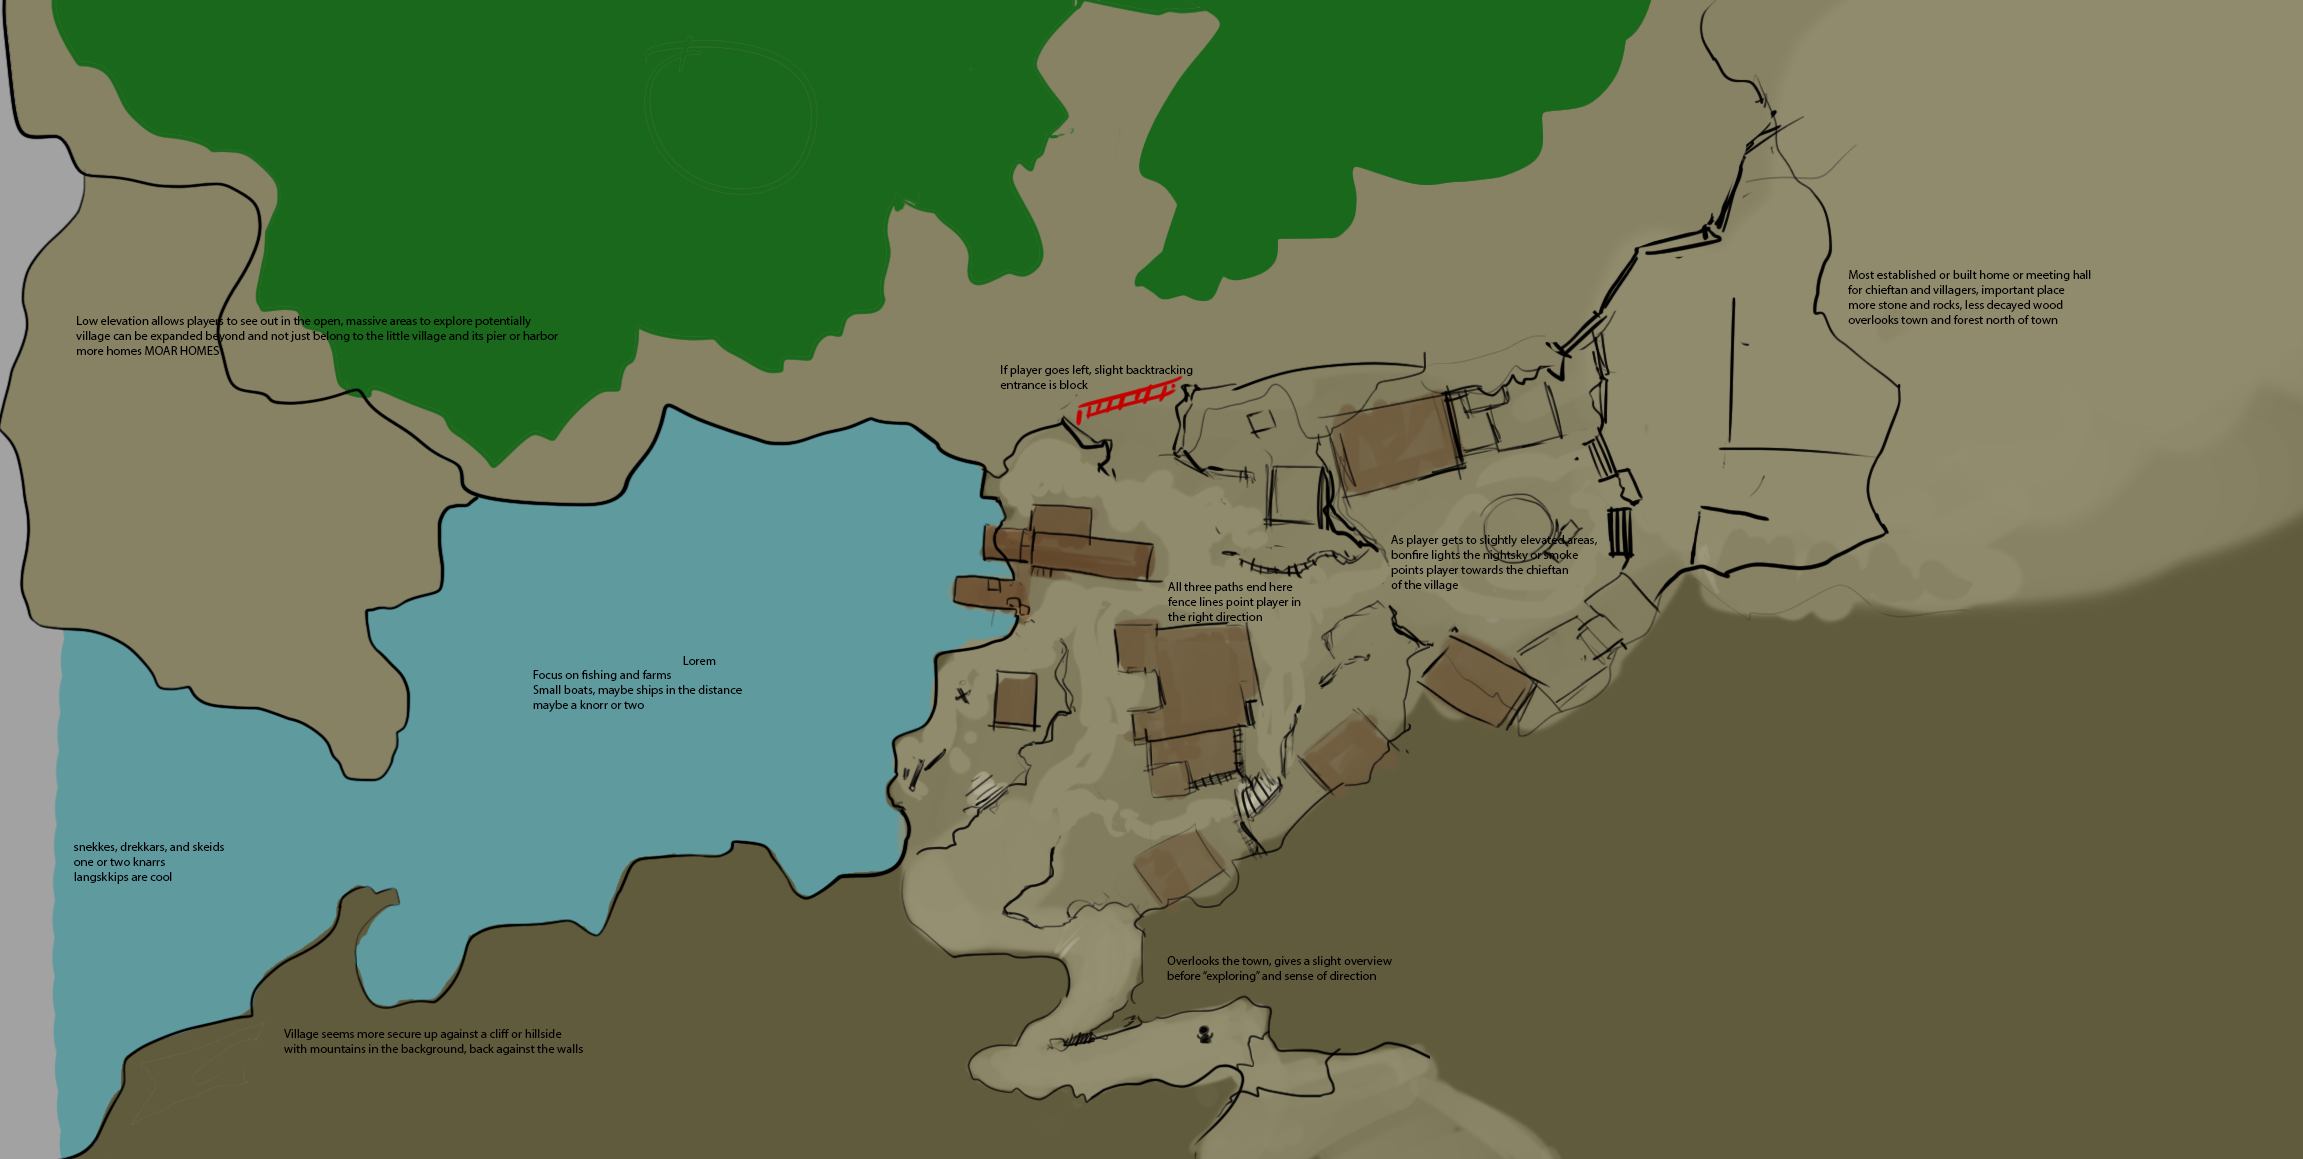 Most established or built home or meeting hall
for chieftan and villagers, important place
more stone and rocks, less decayed wood
overlooks town and forest north of town
Low elevation allows players to see out in the open, massive areas to explore potentially
village can be expanded beyond and not just belong to the little village and its pier or harbor
more homes MOAR HOMES
If player goes left, slight backtracking
entrance is block
As player gets to slightly elevated areas,
bonfire lights the nightsky or smoke
points player towards the chieftan
of the village
All three paths end here
fence lines point player in
the right direction
Lorem
Focus on fishing and farms
Small boats, maybe ships in the distance
maybe a knorr or two
snekkes, drekkars, and skeids
one or two knarrs
langskkips are cool
Overlooks the town, gives a slight overview
before “exploring” and sense of direction
Village seems more secure up against a cliff or hillside
with mountains in the background, back against the walls